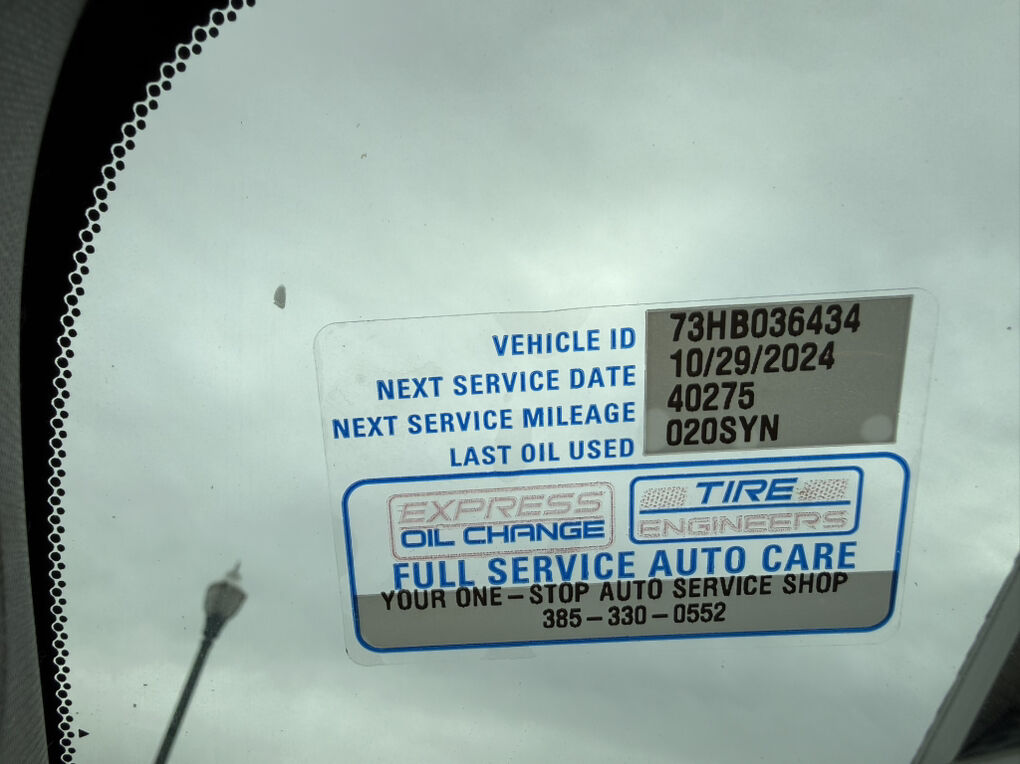 VEHICLE ID 73HB036434
NEXT SERVICE DATE 10/29/2024
NEXT SERVICE MILEAGE 40275
LAST OIL USED 020SYN
EXPRESS
OIL CHANGE
TIRE
ENGINEERS
FULL SERVICE AUTO CARE
YOUR ONE-STOP AUTO SERVICE SHOP
385-330-0552